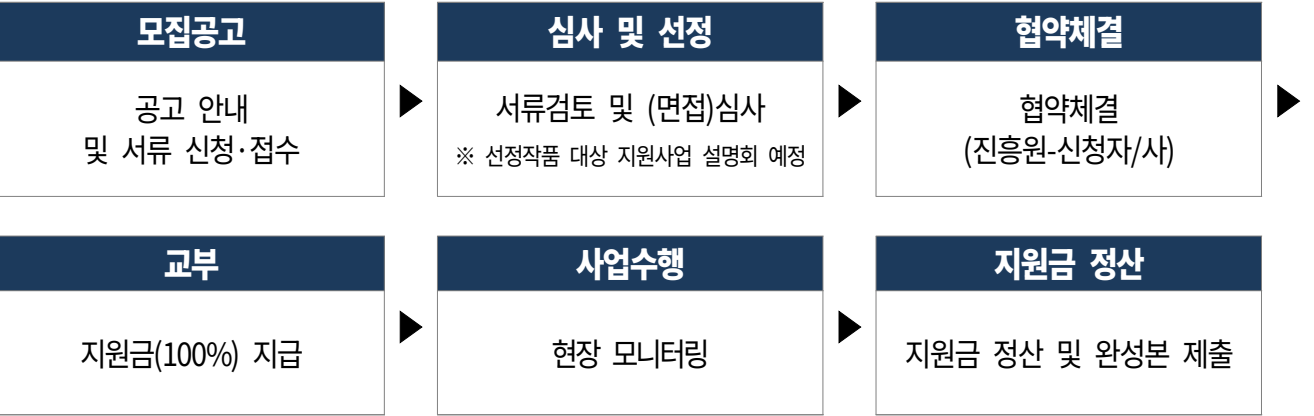 모집공고
공고 안내
및 서류 신청·접수
심사 및 선정
서류검토 및 (면접)심사
※ 선정작품 대상 지원사업 설명회 예정
협약체결
협약체결
(진흥원-신청자/사)
교부
지원금(100%) 지급
사업수행
현장 모니터링
지원금 정산
지원금 정산 및 완성본 제출